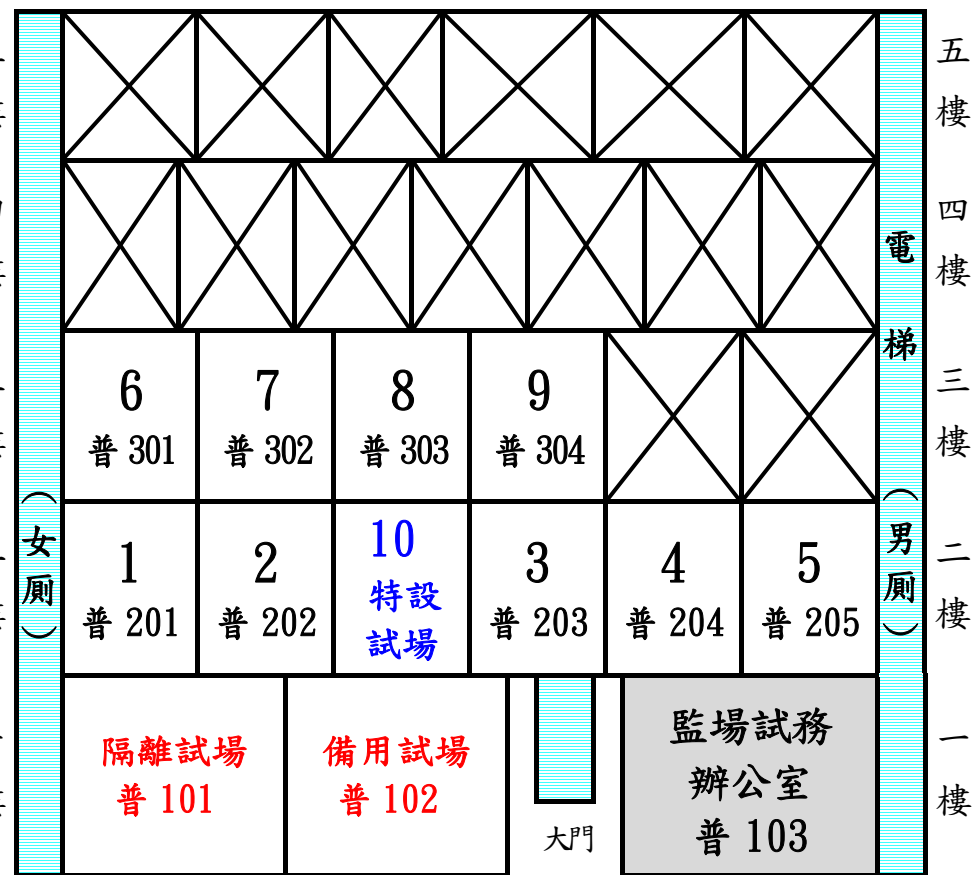 五
樓
四
樓
電
梯
三
樓
6
普 301
7
普 302
8
普 303
9
普 304
（女廁）
1
普 201
2
普 202
10
特設
試場
3
普 203
4
普 204
5
普 205
（男廁）
二
樓
隔離試場
普 101
備用試場
普 102
大門
監場試務
辦公室
普 103
一
樓